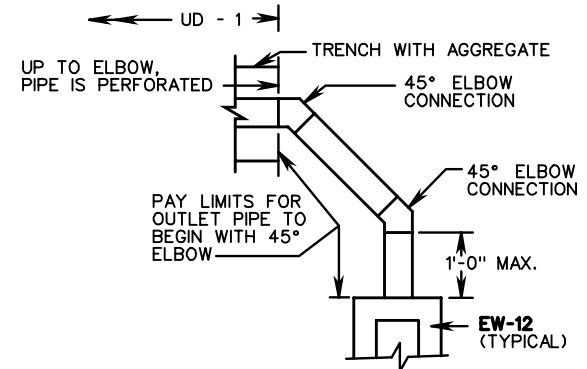 UD - 1
TRENCH WITH AGGREGATE
UP TO ELBOW,
PIPE IS PERFORATED
45° ELBOW
CONNECTION
45° ELBOW
CONNECTION
PAY LIMITS FOR
OUTLET PIPE TO
BEGIN WITH 45°
ELBOW
1'-0" MAX.
EW-12
(TYPICAL)